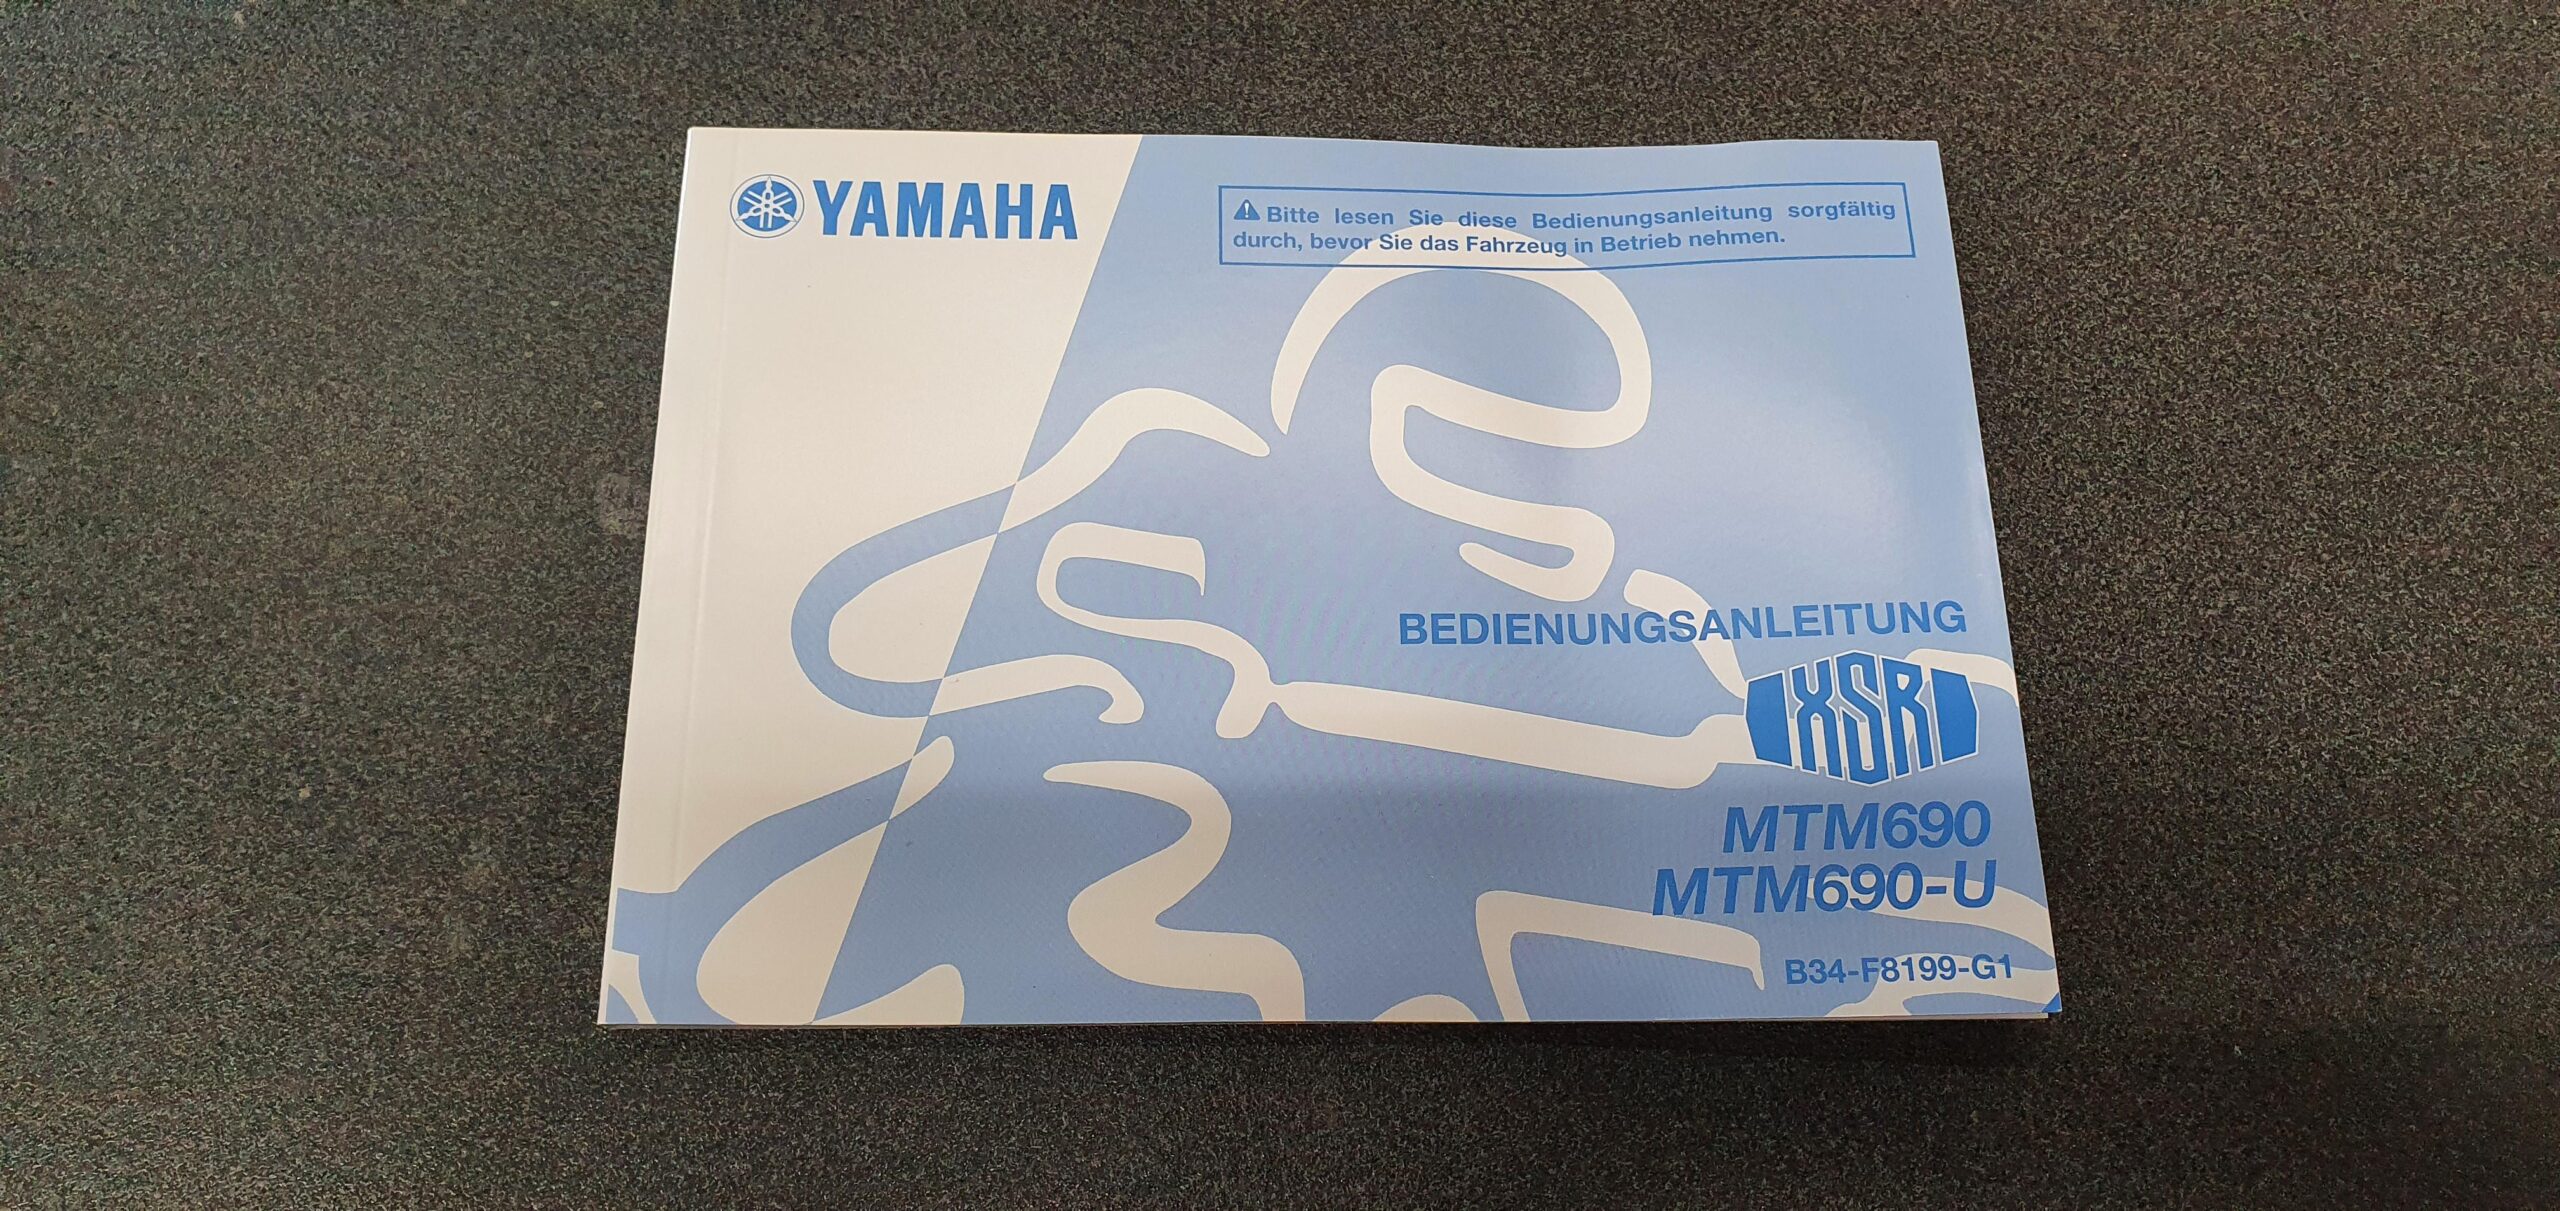 YAMAHA
⚠ Bitte lesen Sie diese Bedienungsanleitung sorgfältig
durch, bevor Sie das Fahrzeug in Betrieb nehmen.
BEDIENUNGSANLEITUNG
XSR
MTM690
MTM690-U
B34-F8199-G1